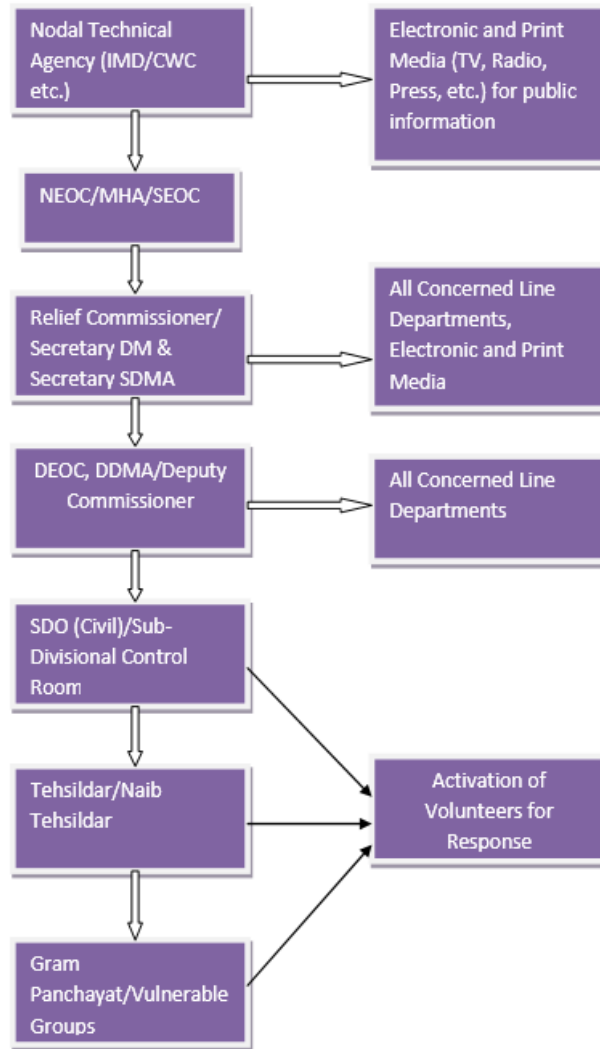 Nodal Technical
Agency (IMD/CWC
etc.)
Electronic and Print
Media (TV, Radio,
Press, etc.) for public
information
NEOC/MHA/SEOC
Relief Commissioner/
Secretary DM &
Secretary SDMA
All Concerned Line
Departments,
Electronic and Print
Media
DEOC, DDMA/Deputy
Commissioner
All Concerned Line
Departments
SDO (Civil)/Sub-
Divisional Control
Room
Tehsildar/Naib
Tehsildar
Activation of
Volunteers for
Response
Gram
Panchayat/Vulnerable
Groups